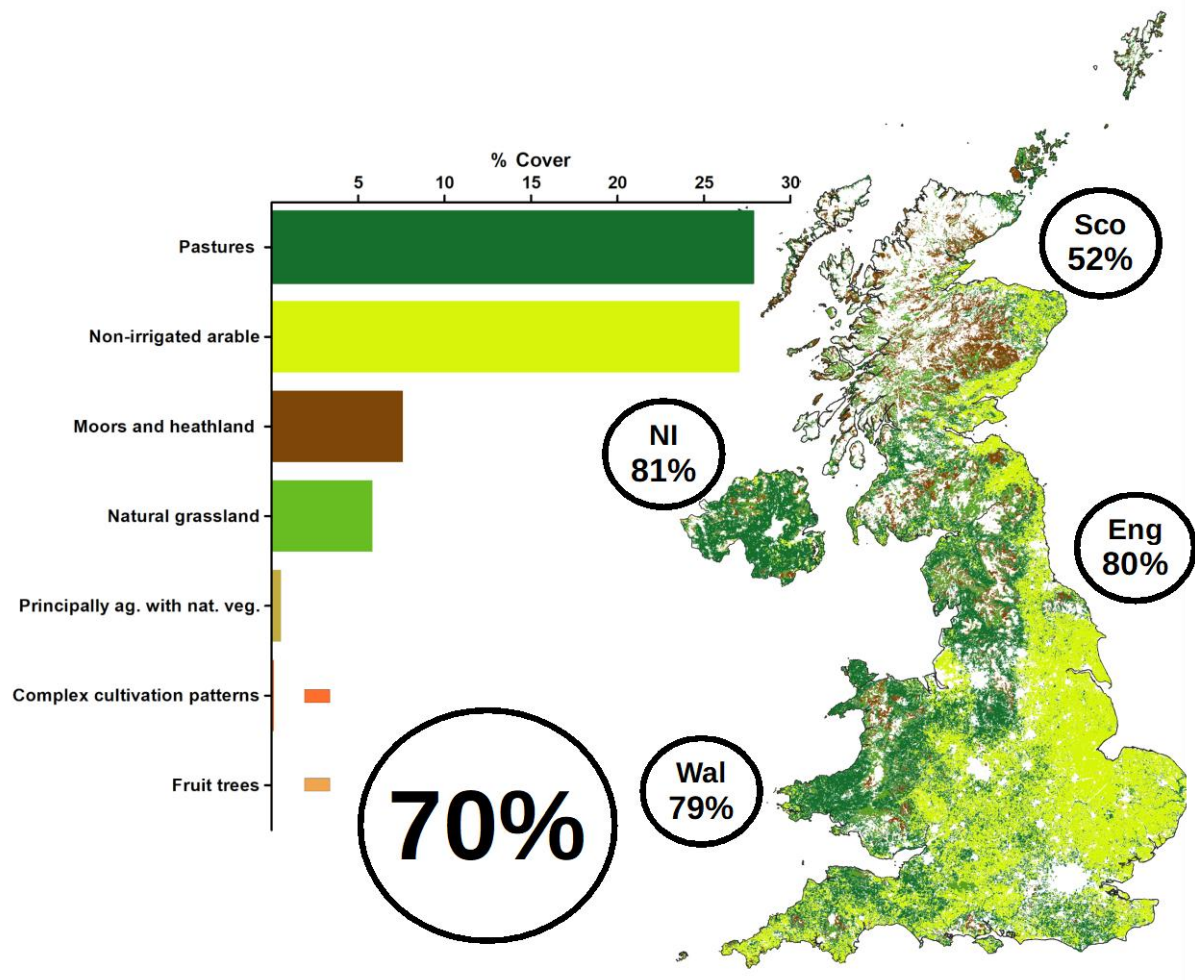 % Cover
5 10 15 20 25 30
Pastures
Non-irrigated arable
Moors and heathland
Natural grassland
Principally ag. with nat. veg.
Complex cultivation patterns
Fruit trees
Sco
52%
NI
81%
Eng
80%
Wal
79%
70%